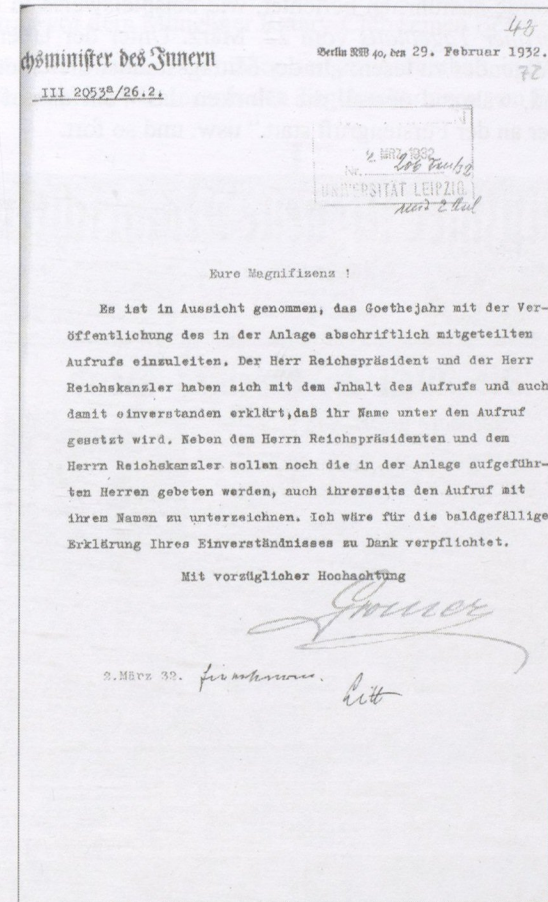 48
chsminister des Innern
Berlin NW 40, den 29. Februar 1932.
72
III 2053a/26.2.
2. MRZ. 1932
Nr.
UNIVERSITÄT LEIPZIG
und 2 Anl
Eure Magnifizenz !
Es ist in Aussicht genommen, das Goethejahr mit der Ver-
öffentlichung des in der Anlage abschriftlich mitgeteilten
Aufrufs einzuleiten. Der Herr Reichspräsident und der Herr
Reichskanzler haben sich mit dem Jnhalt des Aufrufs und auch
damit einverstanden erklärt,daß ihr Name unter den Aufruf
gesetzt wird. Neben dem Herrn Reichspräsidenten und dem
Herrn Reichskanzler sollen noch die in der Anlage aufgeführ-
ten Herren gebeten werden, auch ihrerseits den Aufruf mit
ihrem Namen zu unterzeichnen. Ich wäre für die baldgefällige
Erklärung Ihres Einverständnisses zu Dank verpflichtet.
Mit vorzüglicher Hochachtung
Groener
2.März 32.
Litt